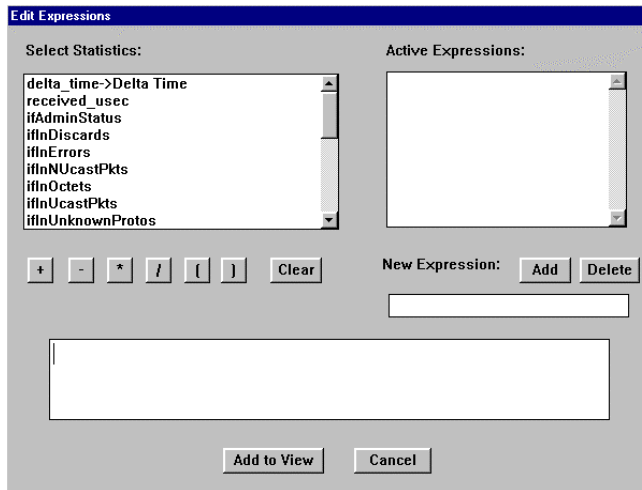 Edit Expressions
Select Statistics:
Active Expressions:
delta_time->Delta Time
received_usec
ifAdminStatus
ifInDiscards
ifInErrors
ifInNUcastPkts
ifInOctets
ifInUcastPkts
ifInUnknownProtos
+ - * / ( ) Clear
New Expression: Add Delete
Add to View Cancel